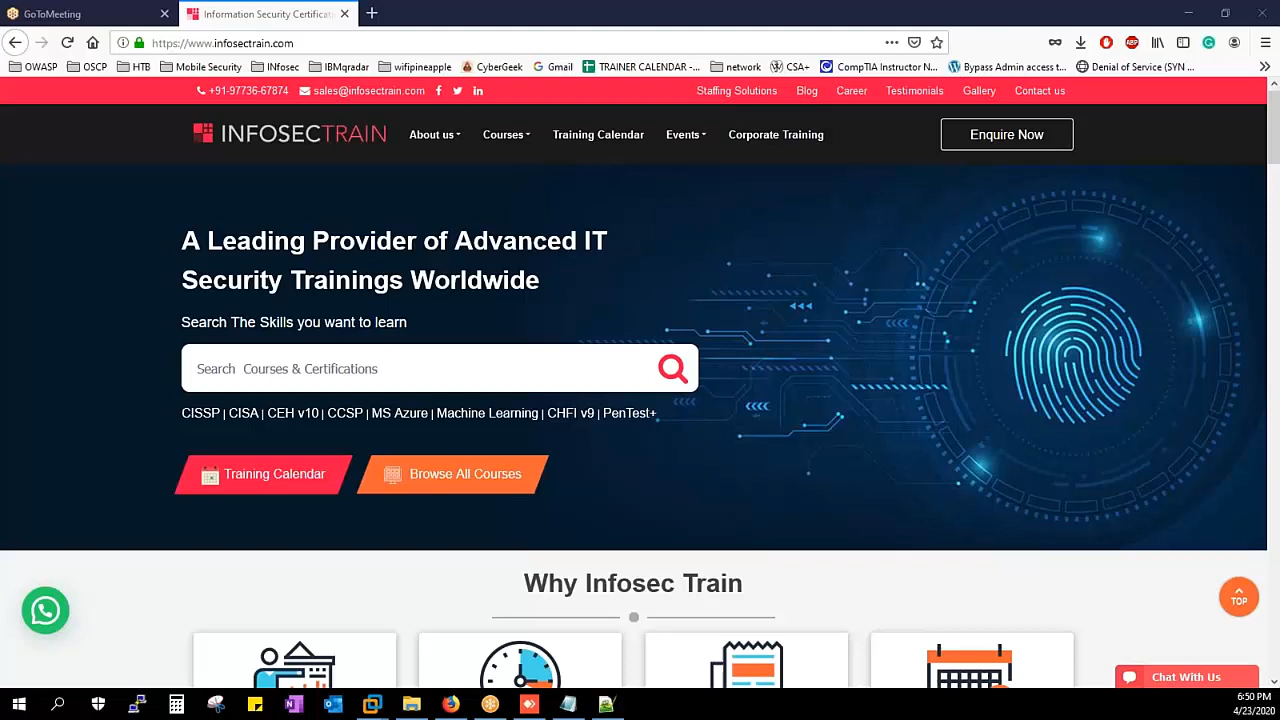 GoToMeeting
Information Security Certificati
https://www.infosectrain.com
OWASP OSCP HTB Mobile Security INfosec IBMqradar wifipineapple CyberGeek Gmail TRAINER CALENDAR -... network CSA+ CompTIA Instructor N... Bypass Admin access t... Denial of Service (SYN ...
+91-97736-67874 sales@infosectrain.com Staffing Solutions Blog Career Testimonials Gallery Contact us
INFOSECTRAIN About us Courses Training Calendar Events Corporate Training Enquire Now
A Leading Provider of Advanced IT
Security Trainings Worldwide
Search The Skills you want to learn
Search Courses & Certifications
CISSP | CISA | CEH v10 | CCSP | MS Azure | Machine Learning | CHFI v9 | PenTest+
Training Calendar Browse All Courses
Why Infosec Train
TOP
Chat With Us
6:50 PM
4/23/2020